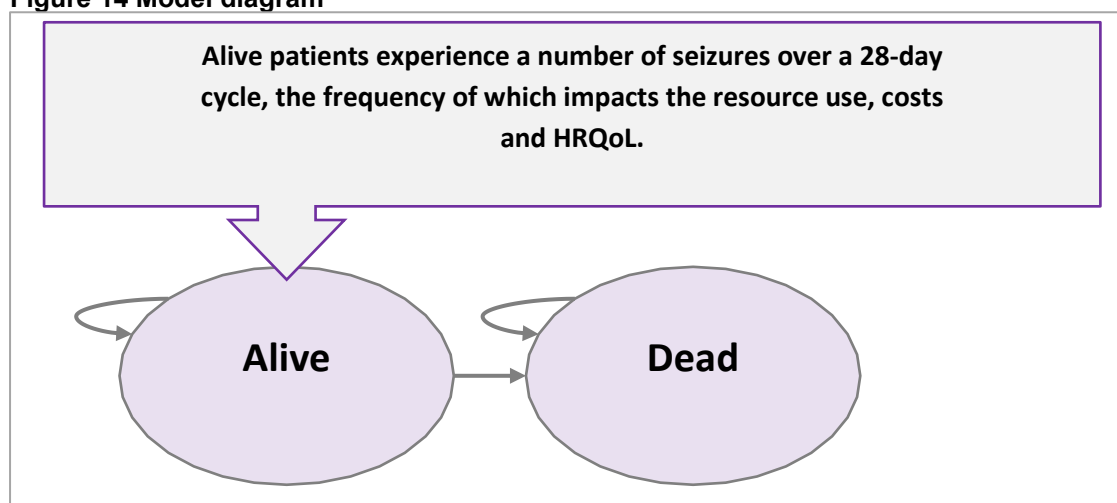 Figure 14 Model diagram
Alive patients experience a number of seizures over a 28-day
cycle, the frequency of which impacts the resource use, costs
and HRQoL.
Alive
Dead